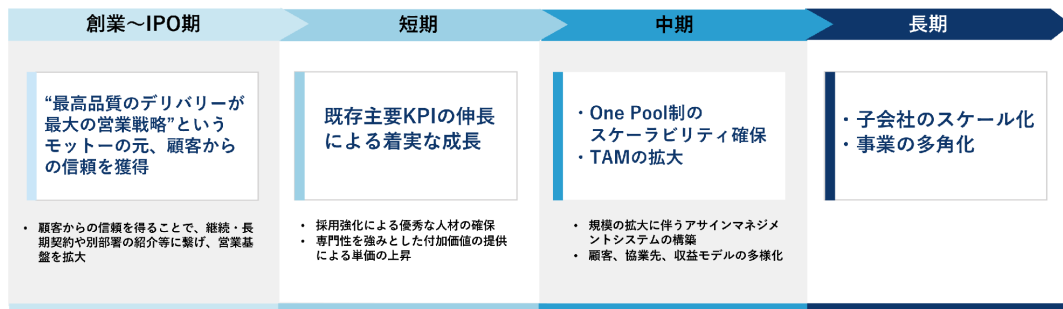 創業～IPO期
短期
中期
長期
“最高品質のデリバリーが
最大の営業戦略”という
モットーの元、顧客から
の信頼を獲得
既存主要KPIの伸長
による着実な成長
・One Pool制の
スケーラビリティ確保
・TAMの拡大
・子会社のスケール化
・事業の多角化
• 顧客からの信頼を得ることで、継続・長
期契約や別部署の紹介等に繋げ、営業基
盤を拡大
• 採用強化による優秀な人材の確保
• 専門性を強みとした付加価値の提供
による単価の上昇
• 規模の拡大に伴うアサインマネジメ
ントシステムの構築
• 顧客、協業先、収益モデルの多様化